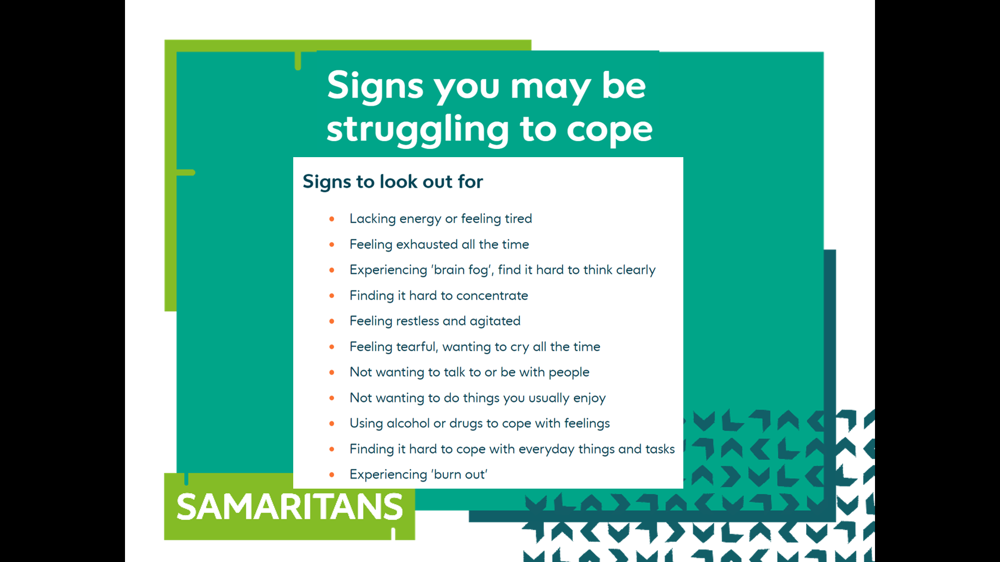 Signs you may be
struggling to cope
Signs to look out for
• Lacking energy or feeling tired
• Feeling exhausted all the time
• Experiencing ‘brain fog’, find it hard to think clearly
• Finding it hard to concentrate
• Feeling restless and agitated
• Feeling tearful, wanting to cry all the time
• Not wanting to talk to or be with people
• Not wanting to do things you usually enjoy
• Using alcohol or drugs to cope with feelings
• Finding it hard to cope with everyday things and tasks
• Experiencing ‘burn out’
SAMARITANS